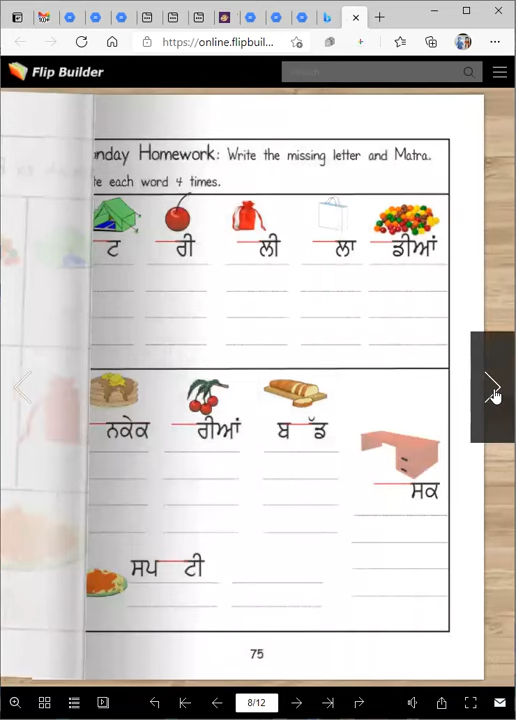 https://online.flipbuil...
Flip Builder
Search
nday Homework: Write the missing letter and Matra.
te each word 4 times.
ਟ ਰੀ ਲੀ ਲਾ ਡੀਆਂ
ਨਕੇਕ ਰੀਆਂ ਬ ੱਡ
ਸਕ
ਸਪ ਟੀ
75
8/12